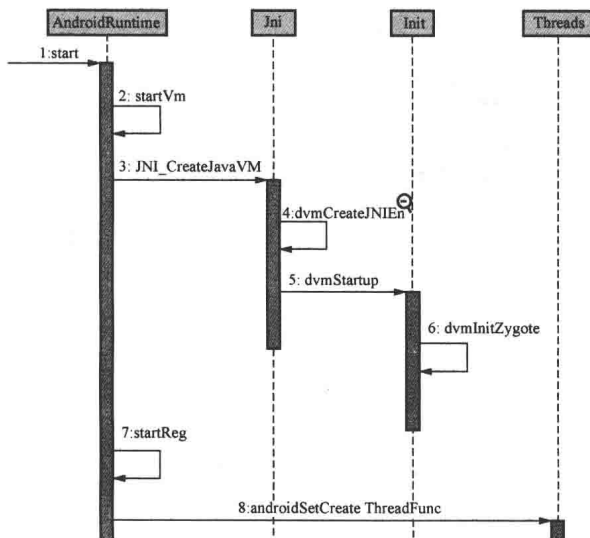 AndroidRuntime
Jni
Init
Threads
1:start
2: startVm
3: JNI_CreateJavaVM
4:dvmCreateJNIEn
5: dvmStartup
6: dvmInitZygote
7:startReg
8:androidSetCreate ThreadFunc